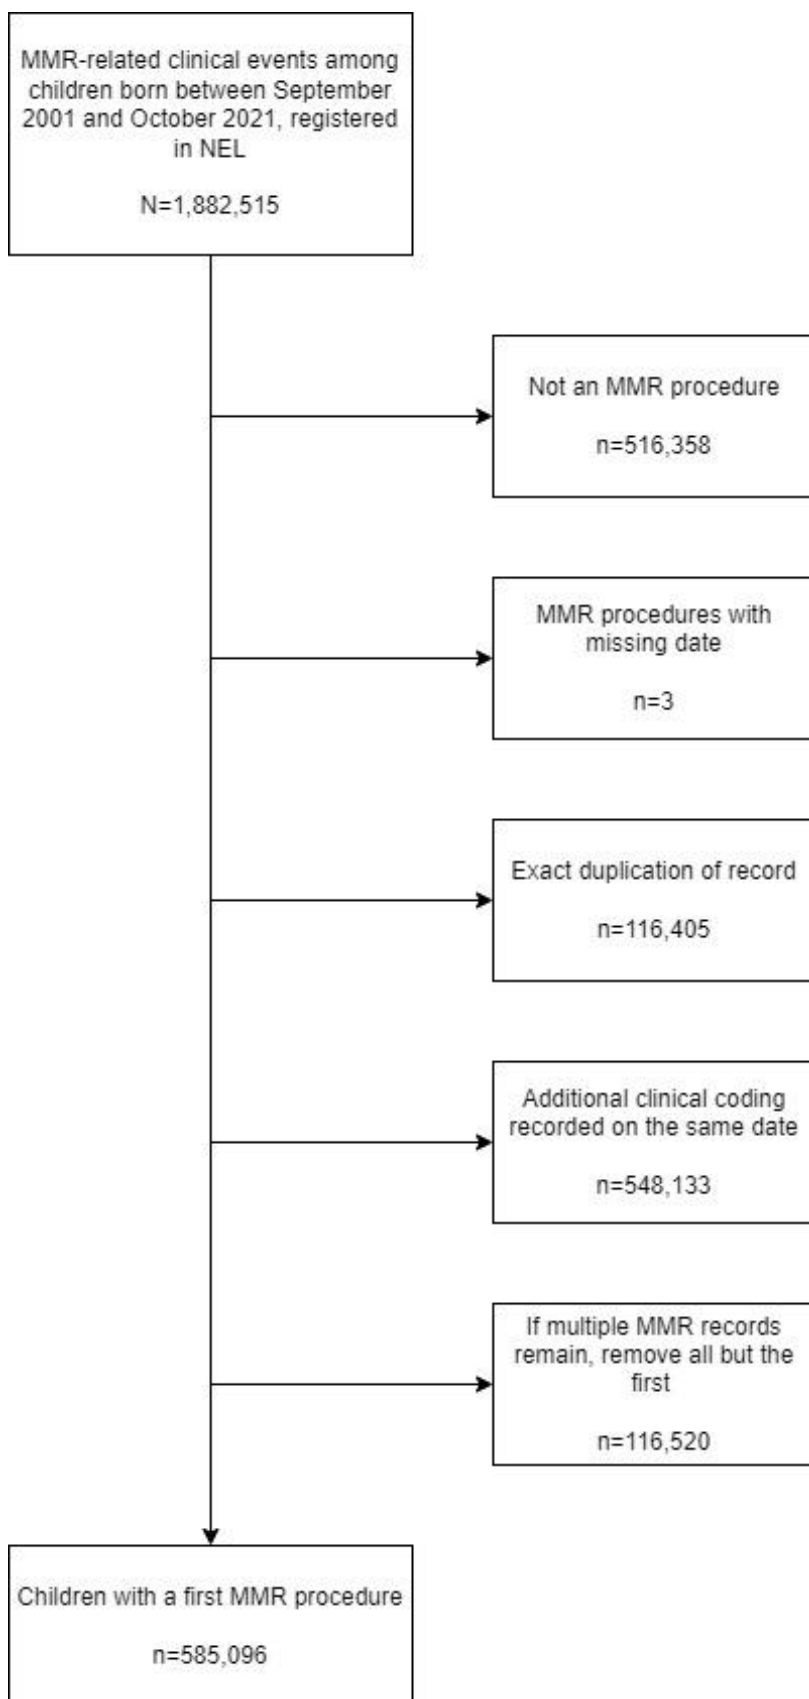 MMR-related clinical events among
children born between September
2001 and October 2021, registered
in NEL
N=1,882,515
Not an MMR procedure
n=516,358
MMR procedures with
missing date
n=3
Exact duplication of record
n=116,405
Additional clinical coding
recorded on the same date
n=548,133
If multiple MMR records
remain, remove all but the
first
n=116,520
Children with a first MMR procedure
n=585,096